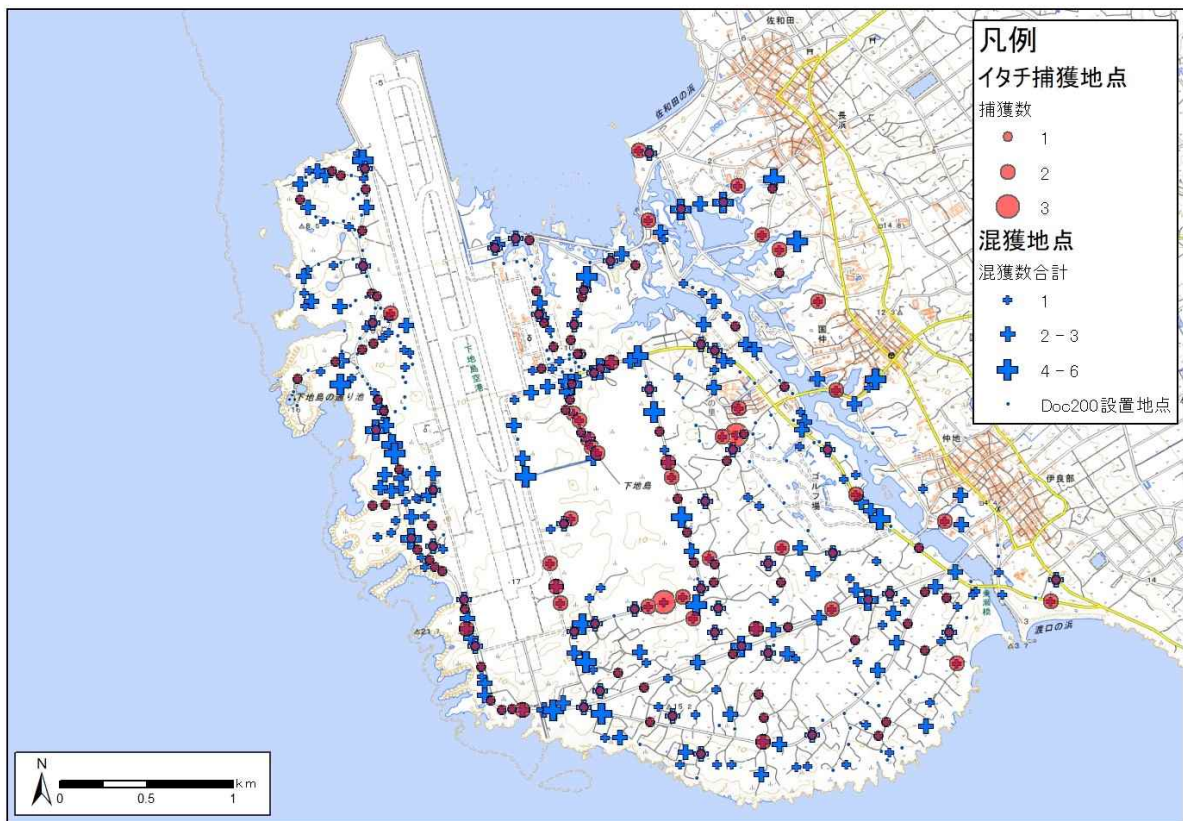 凡例
イタチ捕獲地点
捕獲数
1
2
3
混獲地点
混獲数合計
1
2 - 3
4 - 6
Doc200設置地点
佐和田
佐和田の浜
長浜
国仲
仲地
伊良部
下地島空港
下地島の通り池
下地島
ゴルフ場
渡口の浜
17
14
N
km
0 0.5 1